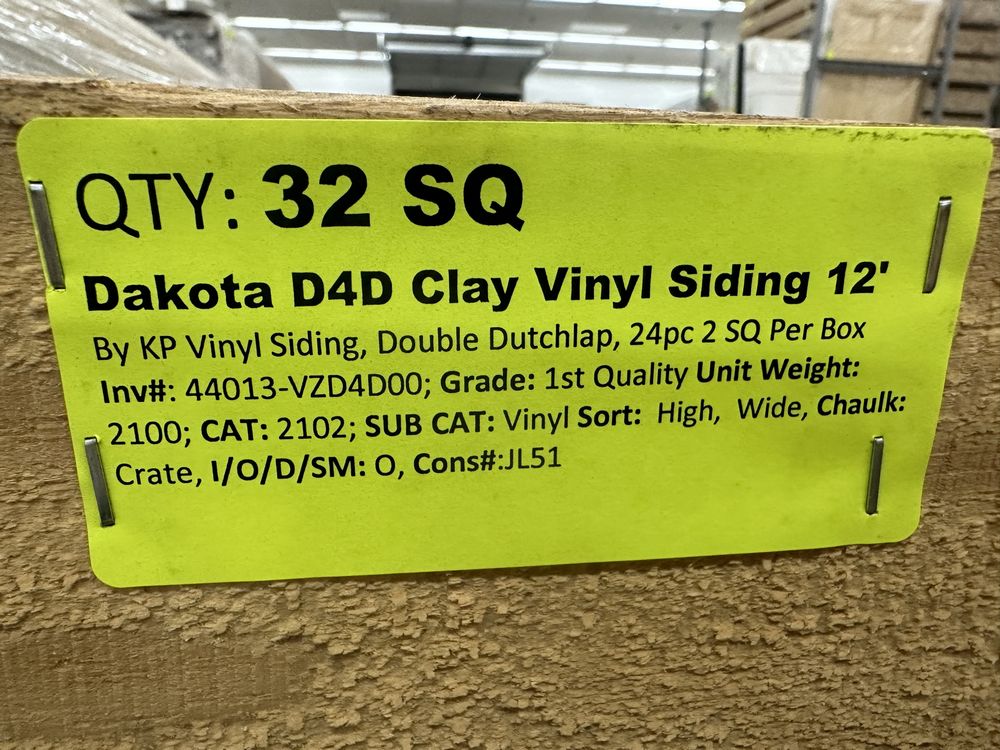 QTY: 32 SQ
Dakota D4D Clay Vinyl Siding 12'
By KP Vinyl Siding, Double Dutchlap, 24pc 2 SQ Per Box
Inv#: 44013-VZD4D00; Grade: 1st Quality Unit Weight:
2100; CAT: 2102; SUB CAT: Vinyl Sort: High, Wide, Chaulk:
Crate, I/O/D/SM: O, Cons#:JL51